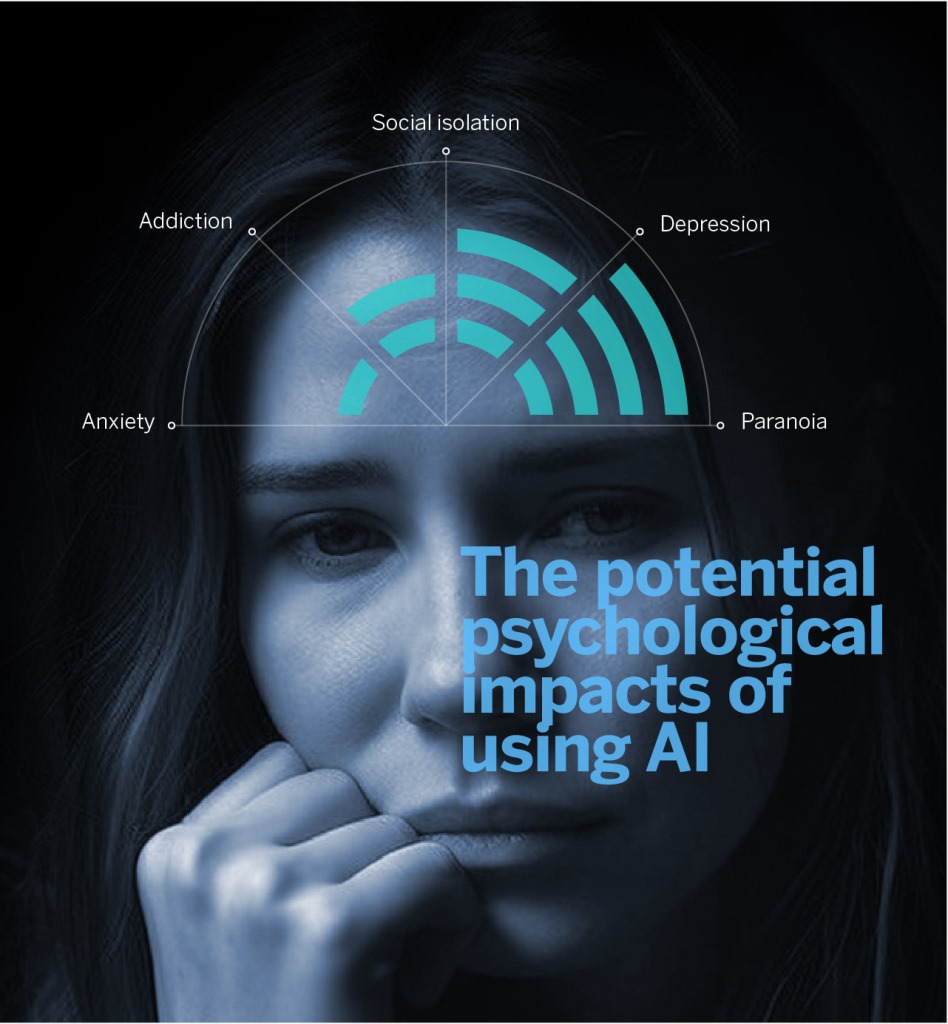 Social isolation
Addiction
Depression
Anxiety
Paranoia
The potential
psychological
impacts of
using AI